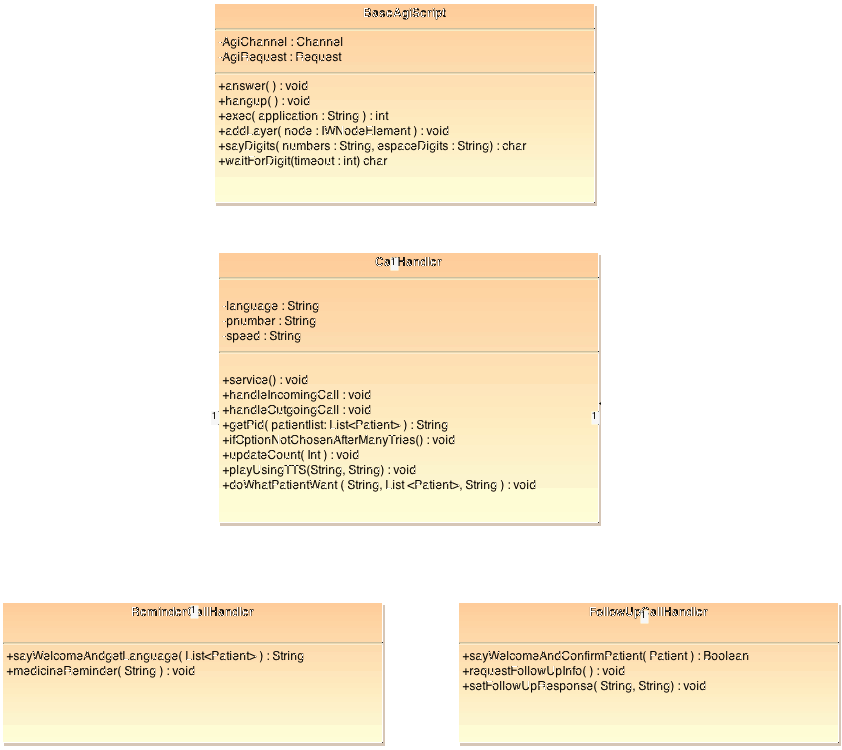 BaseAgiScript
-AgiChannel : Channel
-AgiRequest : Request
+answer( ) : void
+hangup( ) : void
+exec( application : String ) : int
+addLayer( node : IWNodeElement ) : void
+sayDigits( numbers : String, espaceDigits : String) : char
+waitForDigit(timeout : int) char
CallHandler
-language : String
-pnumber : String
-speed : String
+service() : void
+handleIncomingCall : void
+handleOutgoingCall : void
1
1
+getPid( patientlist: List<Patient> ) : String
+ifOptionNotChosenAfterManyTries() : void
+updateCount( Int ) : void
+playUsingTTS(String, String) : void
+doWhatPatientWant ( String, List <Patient>, String ) : void
ReminderCallHandler
+sayWelcomeAndgetLanguage( List<Patient> ) : String
+medicineReminder( String ) : void
FollowUpCallHandler
+sayWelcomeAndConfirmPatient( Patient ) : Boolean
+requestFollowUpInfo( ) : void
+setFollowUpResponse( String, String) : void